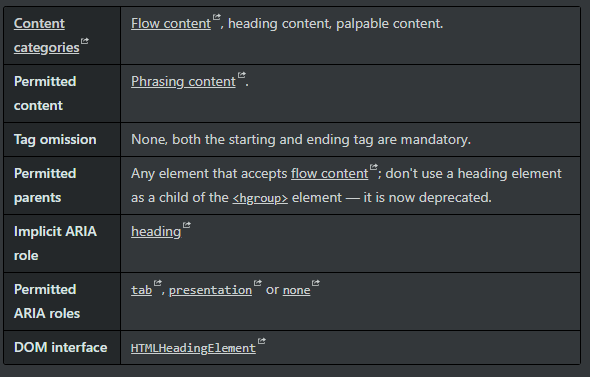 Content categories
Flow content, heading content, palpable content.
Permitted content
Phrasing content.
Tag omission
None, both the starting and ending tag are mandatory.
Permitted parents
Any element that accepts flow content; don't use a heading element
as a child of the <hgroup> element — it is now deprecated.
Implicit ARIA role
heading
Permitted ARIA roles
tab, presentation or none
DOM interface
HTMLHeadingElement